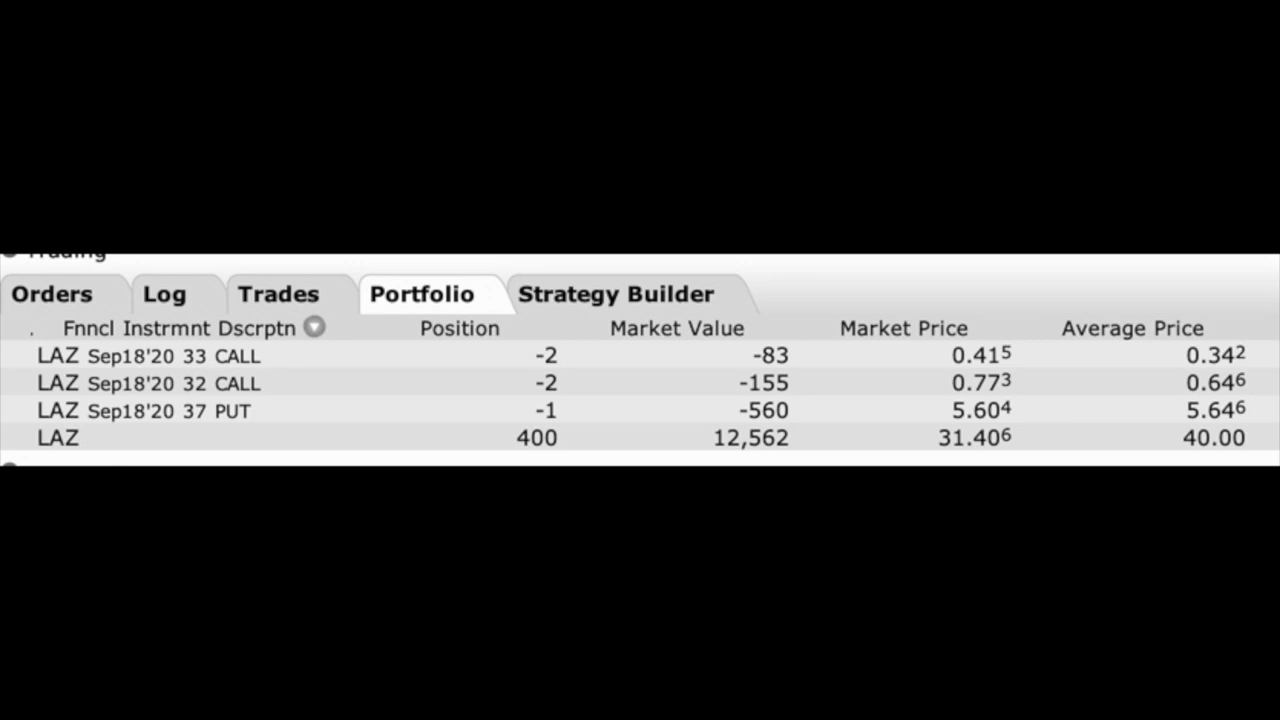 Trading
Orders Log Trades Portfolio Strategy Builder
. Fnncl Instrmnt Dscrptn Position Market Value Market Price Average Price
LAZ Sep18'20 33 CALL -2 -83 0.415 0.342
LAZ Sep18'20 32 CALL -2 -155 0.773 0.646
LAZ Sep18'20 37 PUT -1 -560 5.604 5.646
LAZ 400 12,562 31.406 40.00